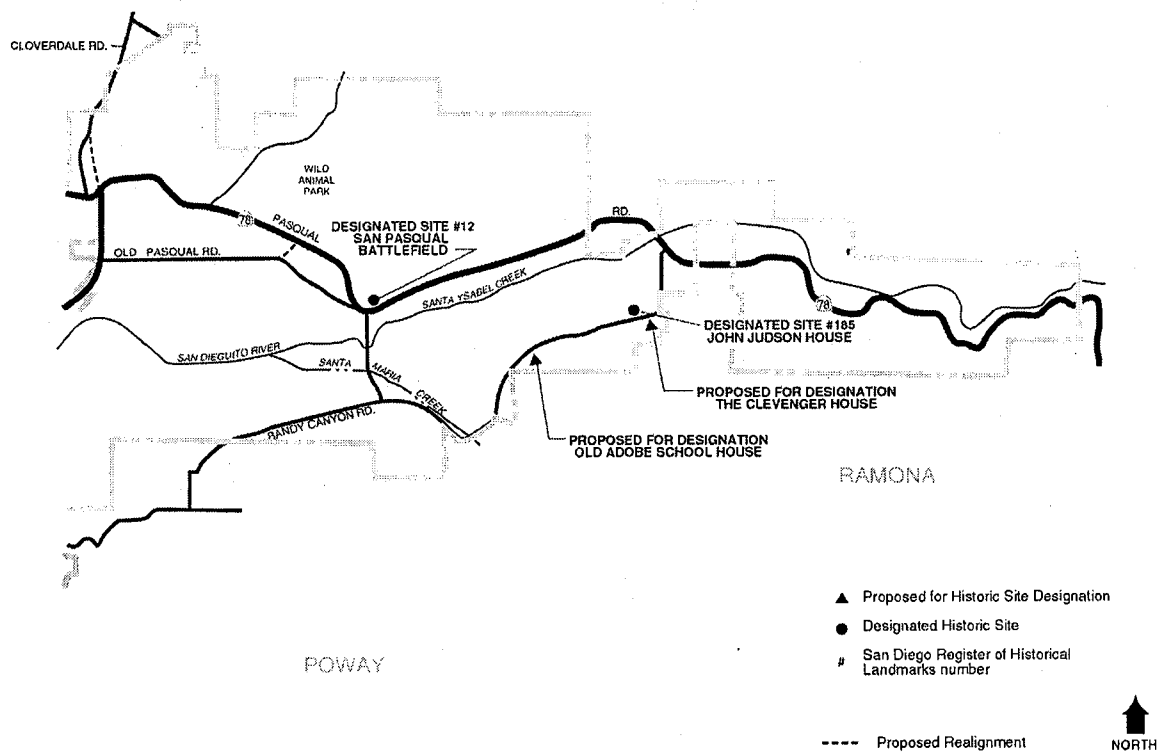 CLOVERDALE RD.
WILD
ANIMAL
PARK
78
PASQUAL
RD.
DESIGNATED SITE #12
SAN PASQUAL
BATTLEFIELD
OLD PASQUAL RD.
SANTA YSABEL CREEK
78
DESIGNATED SITE #185
JOHN JUDSON HOUSE
SAN DIEGUITO RIVER
SANTA MARIA CREEK
PROPOSED FOR DESIGNATION
THE CLEVENGER HOUSE
RANDY CANYON RD.
PROPOSED FOR DESIGNATION
OLD ADOBE SCHOOL HOUSE
RAMONA
POWAY
Proposed for Historic Site Designation
Designated Historic Site
# San Diego Register of Historical
Landmarks number
Proposed Realignment
NORTH